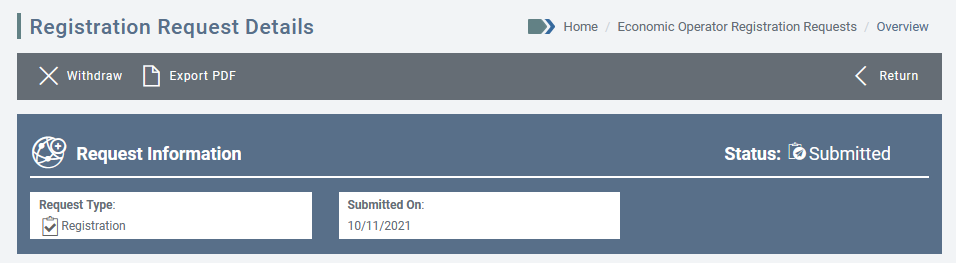 Registration Request Details
Home / Economic Operator Registration Requests / Overview
Withdraw Export PDF Return
Request Information Status: Submitted
Request Type: Submitted On:
Registration 10/11/2021